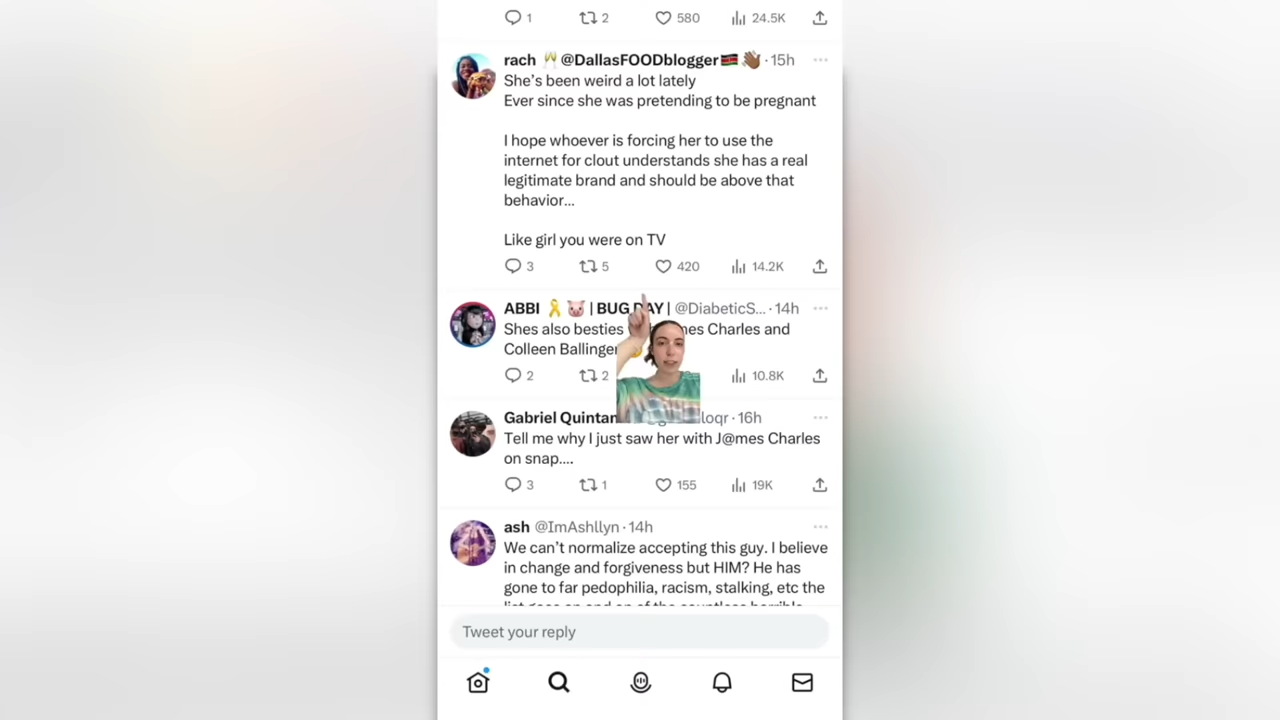 1 2 580 24.5K
rach 🥂 @DallasFOODblogger🇰🇪 👋🏾 · 15h
She's been weird a lot lately
Ever since she was pretending to be pregnant
I hope whoever is forcing her to use the
internet for clout understands she has a real
legitimate brand and should be above that
behavior...
Like girl you were on TV
3 5 420 14.2K
ABBI 🎗️ 🐷 | BUG DAY | @DiabeticS... · 14h
Shes also besties Charles and
Colleen Ballinger
2 2 10.8K
Gabriel · 16h
Tell me why I just saw her with J@mes Charles
on snap....
3 1 155 19K
ash @ImAshllyn · 14h
We can't normalize accepting this guy. I believe
in change and forgiveness but HIM? He has
gone to far pedophilia, racism, stalking, etc the
Tweet your reply